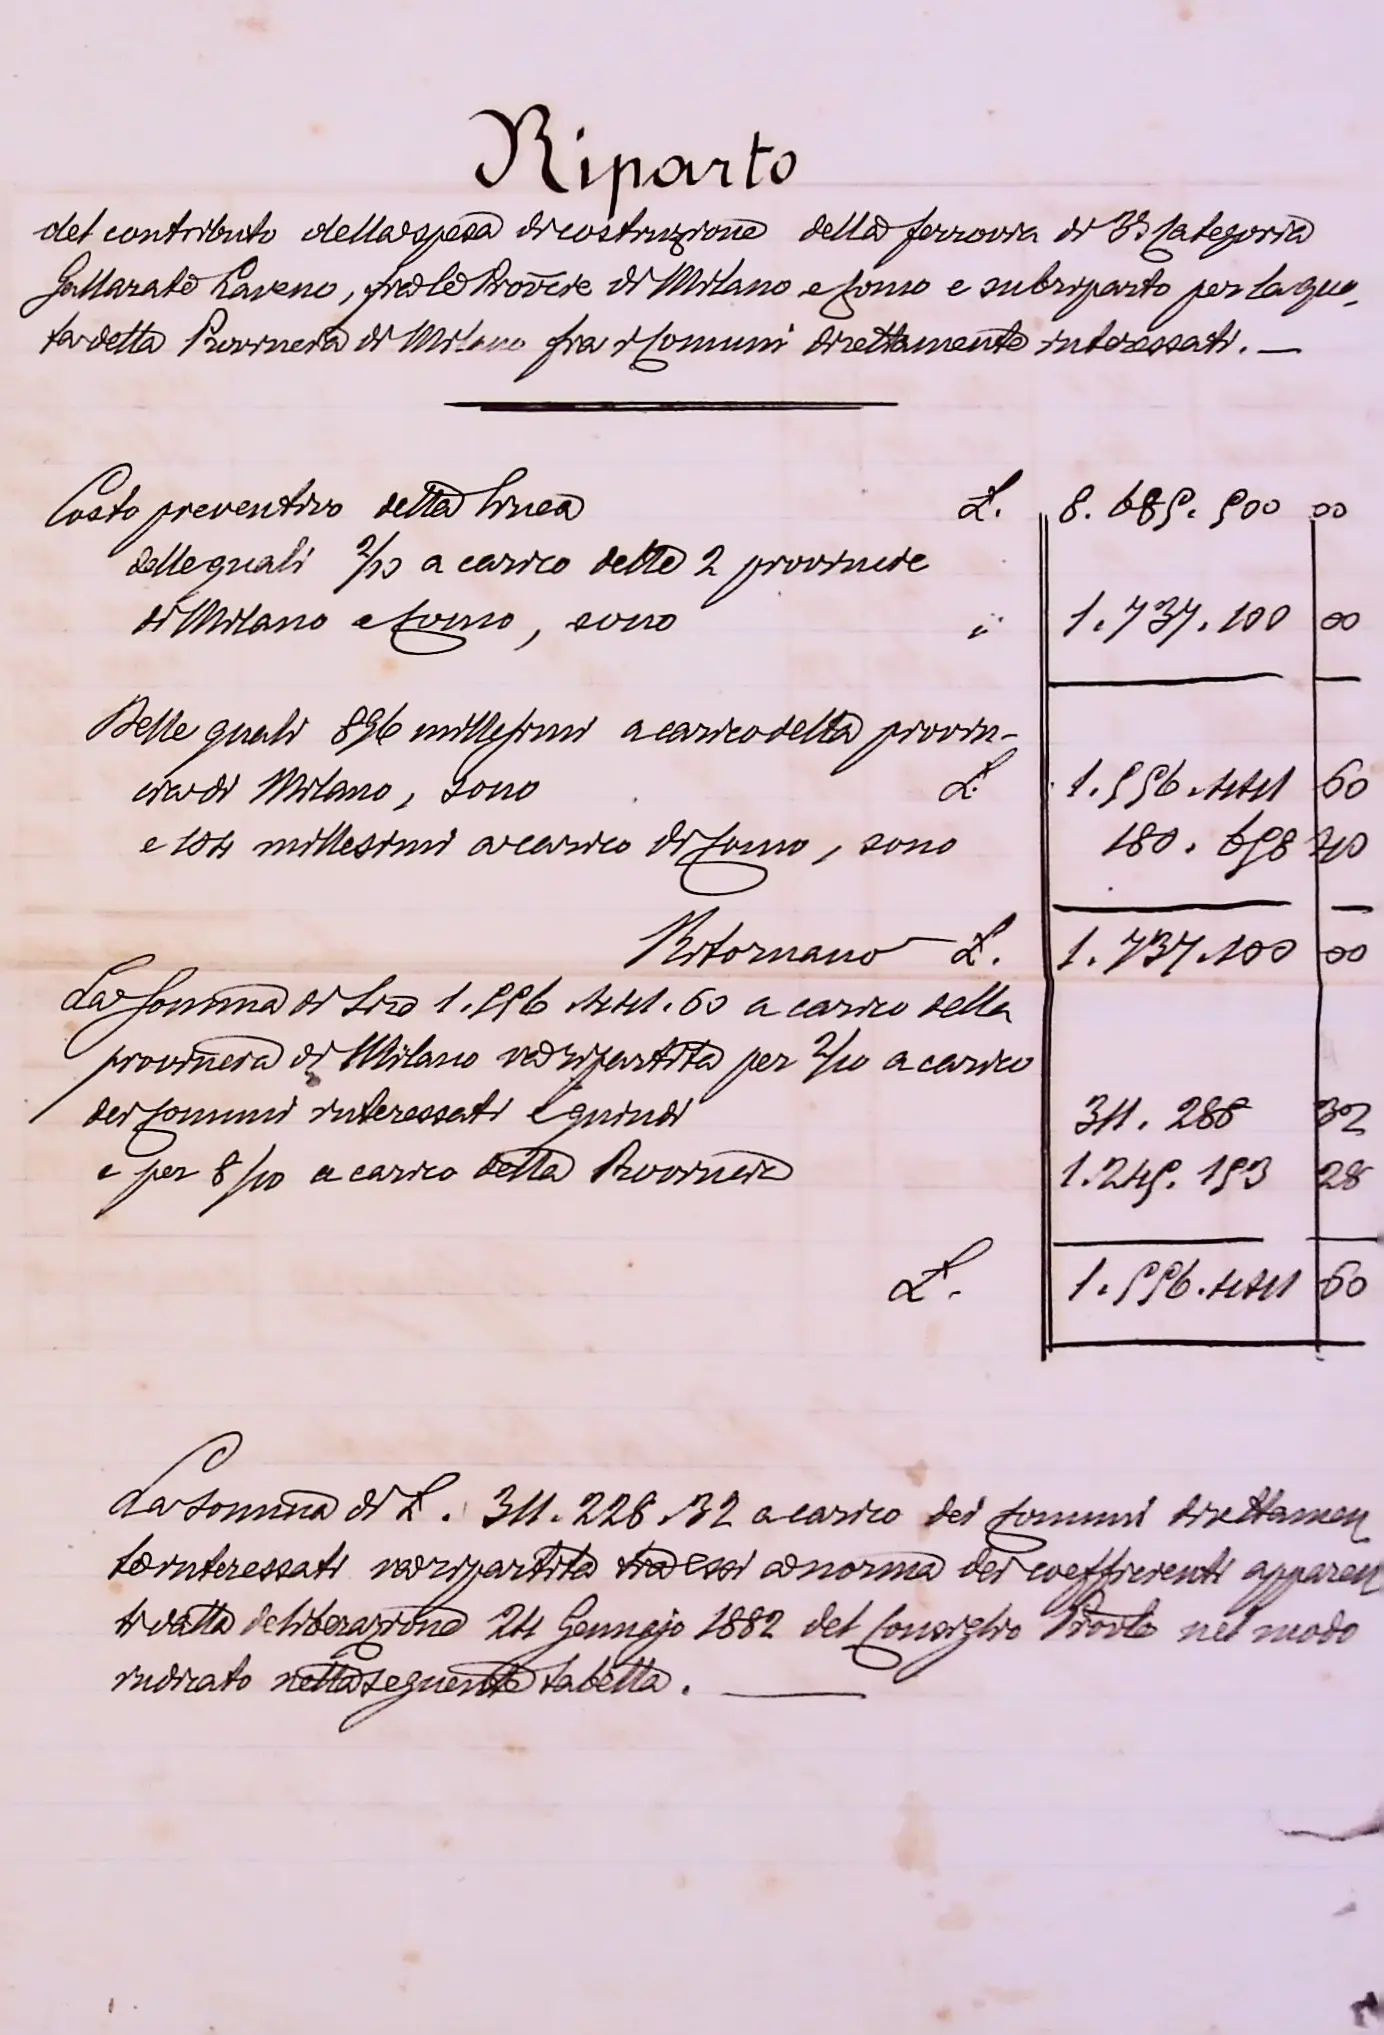 Riparto
del contributo della spesa di costruzione della ferrovia di 3ª Categoria
Gallarate Laveno, fra le Provcie di Milano e Como e subriparto per la quo-
ta della Provincia di Milano fra i Comuni direttamente interessati. —
Costo preventivo della linea L. 8.685.500 00
delle quali 2/10 a carico delle 2 provincie
di Milano e Como, sono " 1.737.100 00
Delle quali 896 millesimi a carico della provin-
cia di Milano, sono L. 1.556.441 60
e 104 millesimi a carico di Como, sono 180.658 40
Ritornano L. 1.737.100 00
La somma di Lire 1.556.441.60 a carico della
provincia di Milano va ripartita per 2/10 a carico
dei Comuni interessati e quindi 311.288 32
e per 8/10 a carico della Provincia 1.245.153 28
L. 1.556.441 60
La somma di L. 311.228.32 a carico dei Comuni direttamen
te interessati va ripartita fra essi a norma dei coefficienti apparen
ti dalla deliberazione 24 Gennajo 1882 del Consiglio Provle nel modo
indicato nella seguente tabella. —